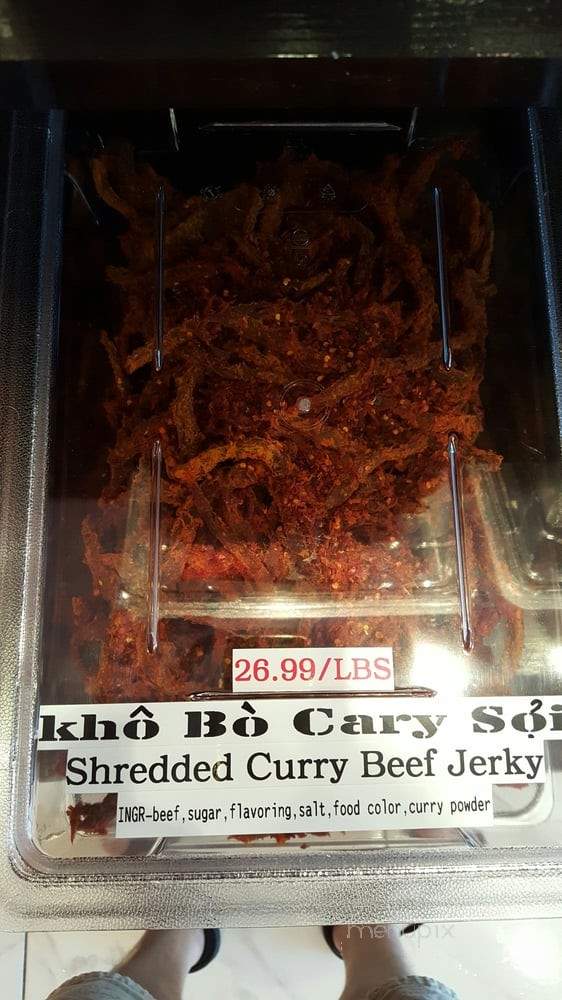 26.99/LBS
khô Bò Cary Sợi
Shredded Curry Beef Jerky
INGR-beef,sugar,flavoring,salt,food color,curry powder
menupix